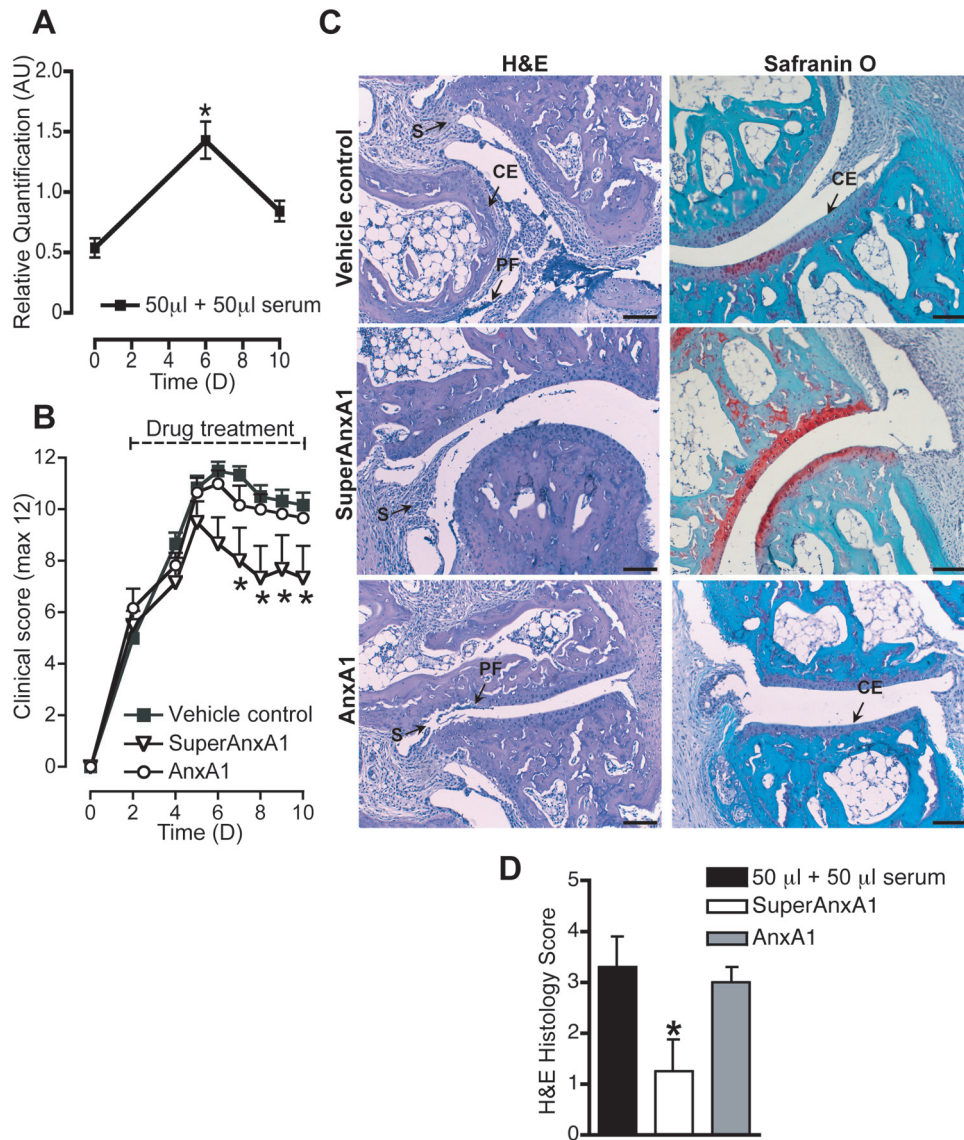 A
Relative Quantification (AU)
2.0
1.5
1.0
0.5
0
*
50µl + 50µl serum
0 2 4 6 8 10
Time (D)
B
Drug treatment
Clinical score (max 12)
12
10
8
6
4
2
0
* * * *
Vehicle control
SuperAnxA1
AnxA1
0 2 4 6 8 10
Time (D)
C
H&E
Safranin O
Vehicle control
S
CE
PF
CE
SuperAnxA1
S
AnxA1
PF
S
CE
D
50 µl + 50 µl serum
SuperAnxA1
AnxA1
H&E Histology Score
5
4
3
2
1
0
*